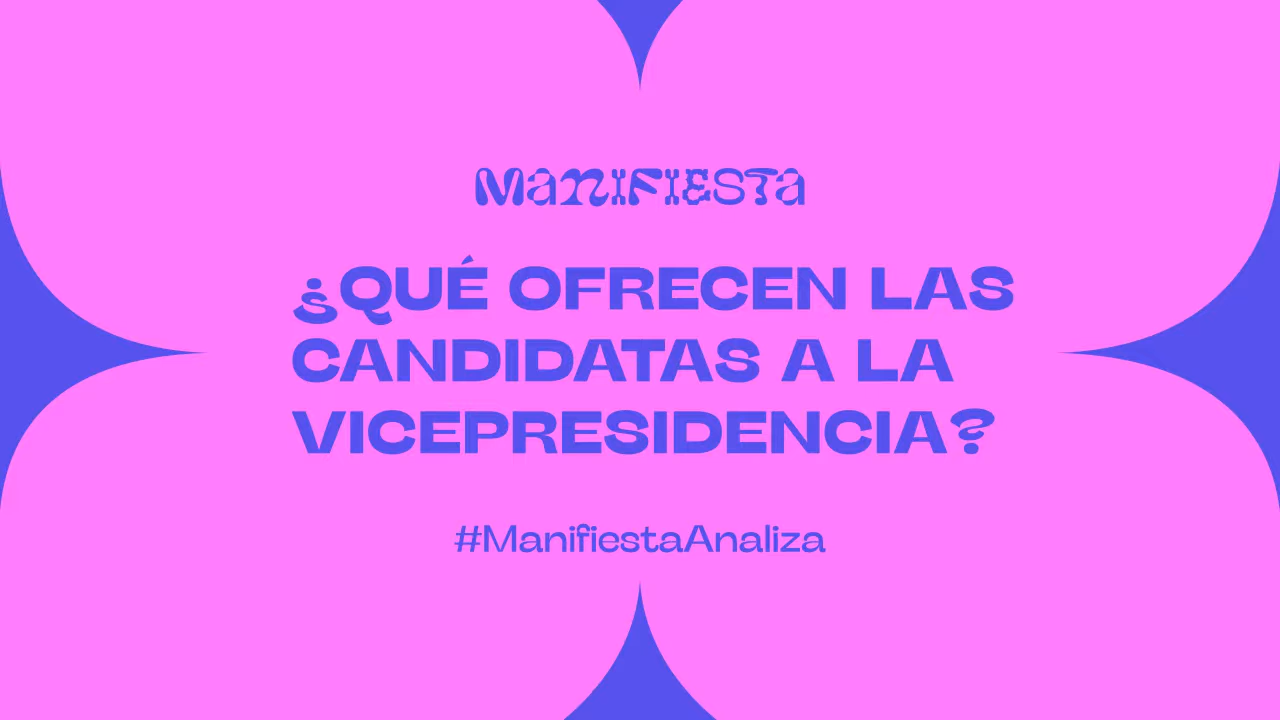 MaNIFIESTa
¿QUÉ OFRECEN LAS
CANDIDATAS A LA
VICEPRESIDENCIA?
#ManifiestaAnaliza